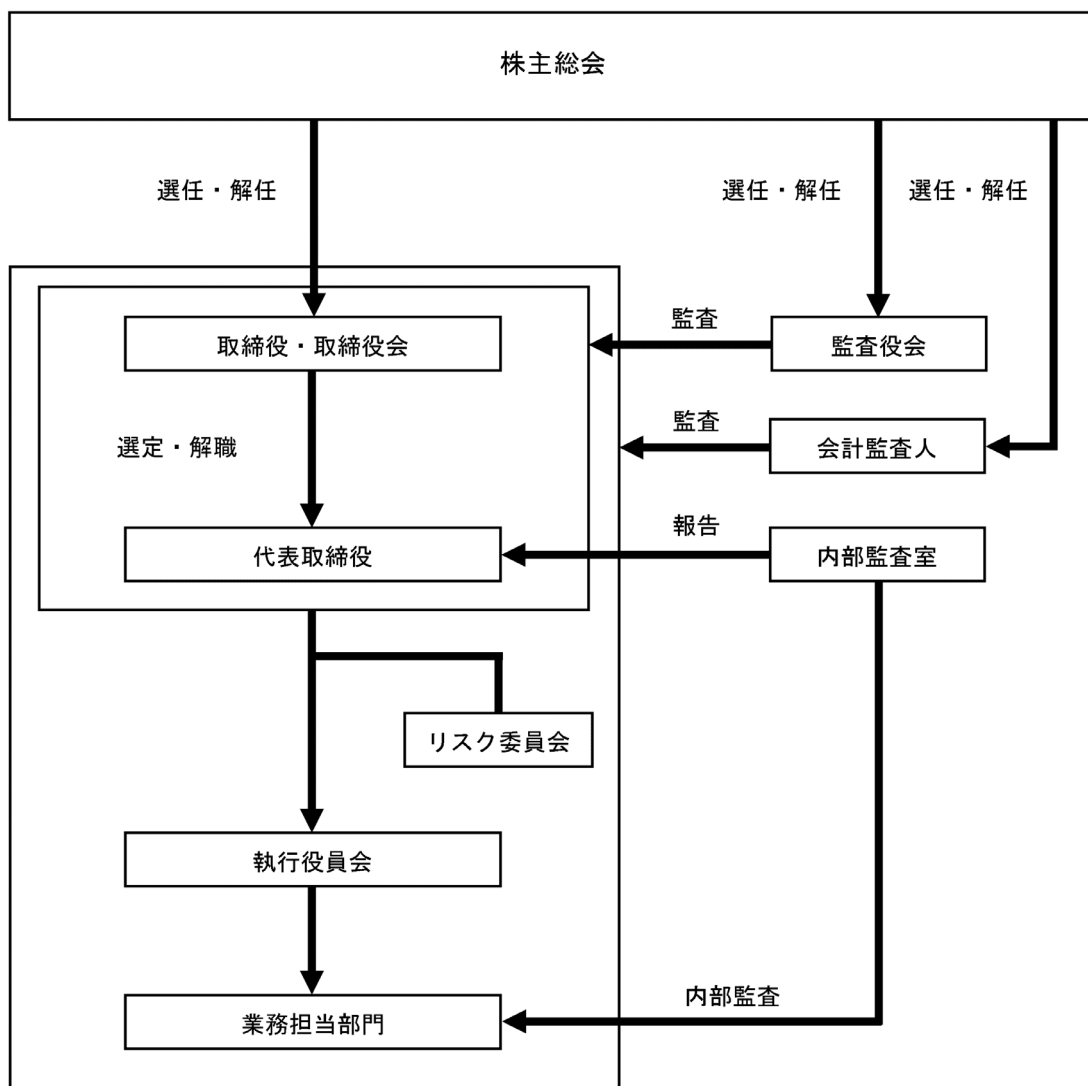 株主総会
選任・解任
選任・解任
選任・解任
取締役・取締役会
監査
監査役会
選定・解職
監査
会計監査人
代表取締役
報告
内部監査室
リスク委員会
執行役員会
業務担当部門
内部監査